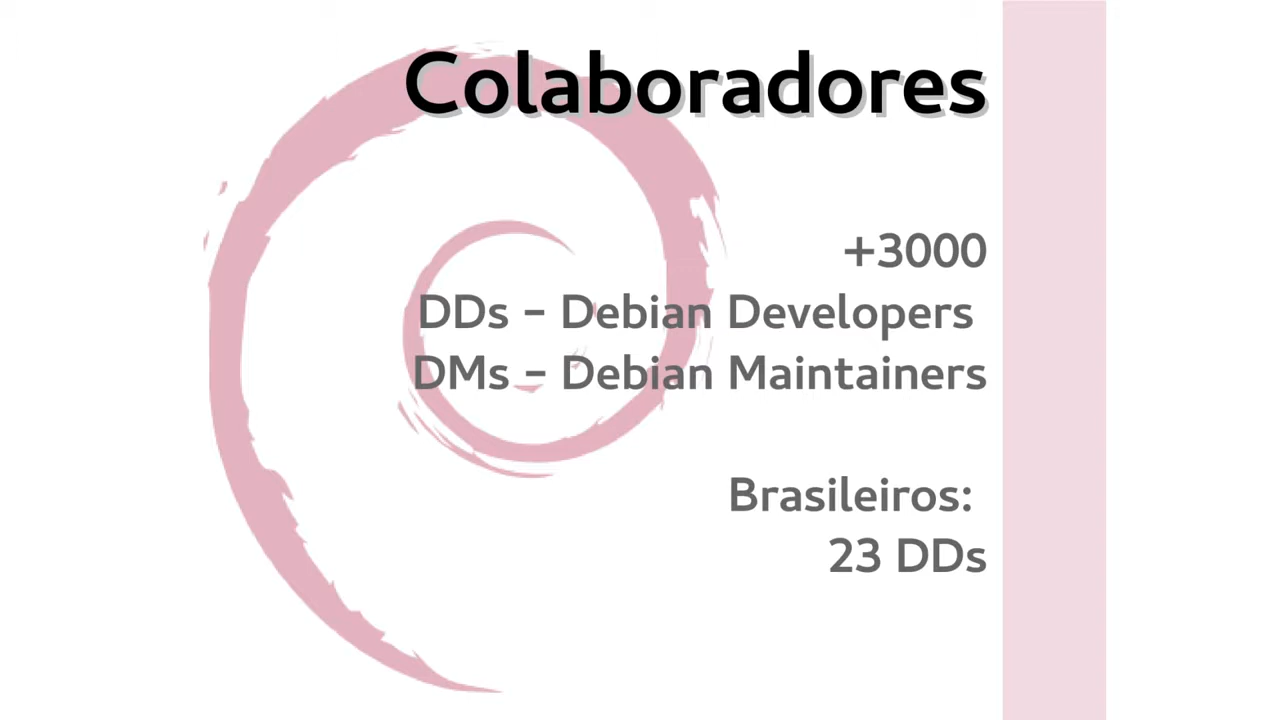 Colaboradores
+3000
DDs – Debian Developers
DMs – Debian Maintainers
Brasileiros:
23 DDs